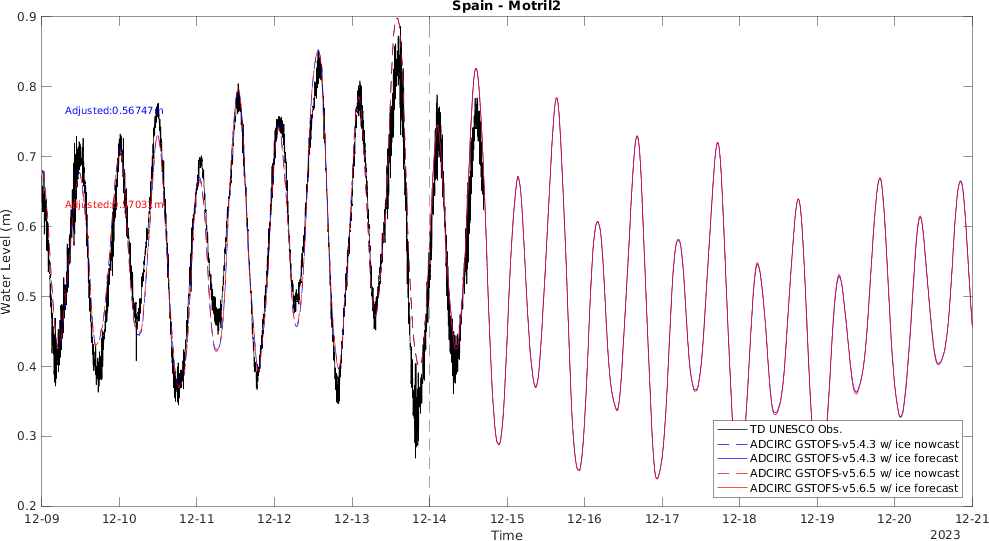 Spain - Motril2
0.9
0.8
0.7
0.6
0.5
0.4
0.3
0.2
Water Level (m)
Adjusted:0.56747m
TD UNESCO Obs.
ADCIRC GSTOFS-v5.4.3 w/ ice nowcast
ADCIRC GSTOFS-v5.4.3 w/ ice forecast
ADCIRC GSTOFS-v5.6.5 w/ ice nowcast
ADCIRC GSTOFS-v5.6.5 w/ ice forecast
12-09 12-10 12-11 12-12 12-13 12-14 12-15 12-16 12-17 12-18 12-19 12-20 12-21
Time
2023